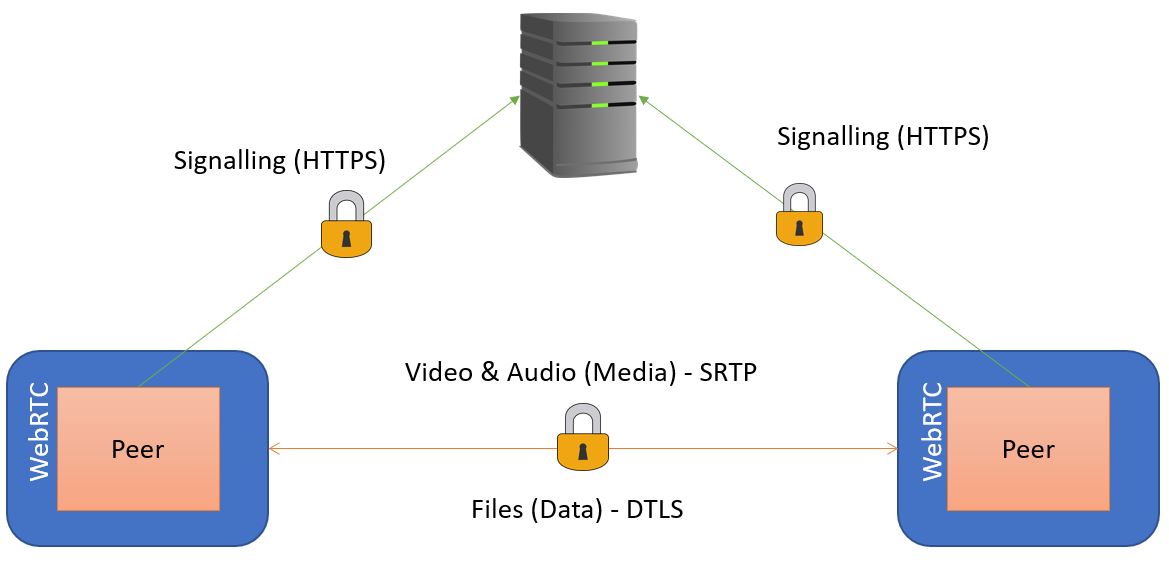 Signalling (HTTPS)
Signalling (HTTPS)
Video & Audio (Media) - SRTP
WebRTC
Peer
WebRTC
Peer
Files (Data) - DTLS